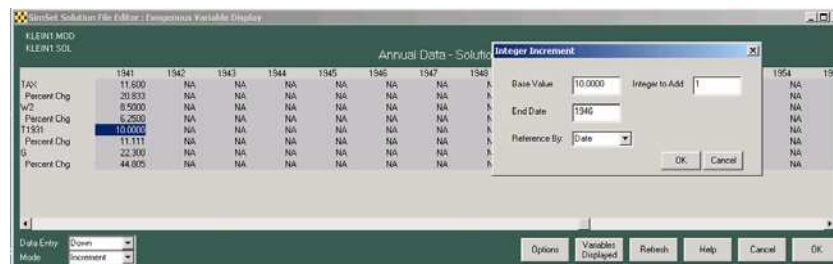 SimSet Solution File Editor : Exogenous Variable Display
KLEIN1.MOD
KLEIN1.SOL
Annual Data - Solutio
1941 1942 1943 1944 1945 1946 1947 1948 1954 19
TAX 11.600 NA NA NA NA NA NA N NA
Percent Chg 20.833 NA NA NA NA NA NA N NA
W2 8.5000 NA NA NA NA NA NA N NA
Percent Chg 6.2500 NA NA NA NA NA NA N NA
T1931 10.0000 NA NA NA NA NA NA N NA
Percent Chg 11.111 NA NA NA NA NA NA N NA
G 22.300 NA NA NA NA NA NA N NA
Percent Chg 44.805 NA NA NA NA NA NA N NA
Integer Increment
Base Value 10.0000 Integer to Add 1
End Date 1946
Reference By: Date
OK Cancel
Data Entry Down
Mode Increment
Options Variables Displayed Refresh Help Cancel OK